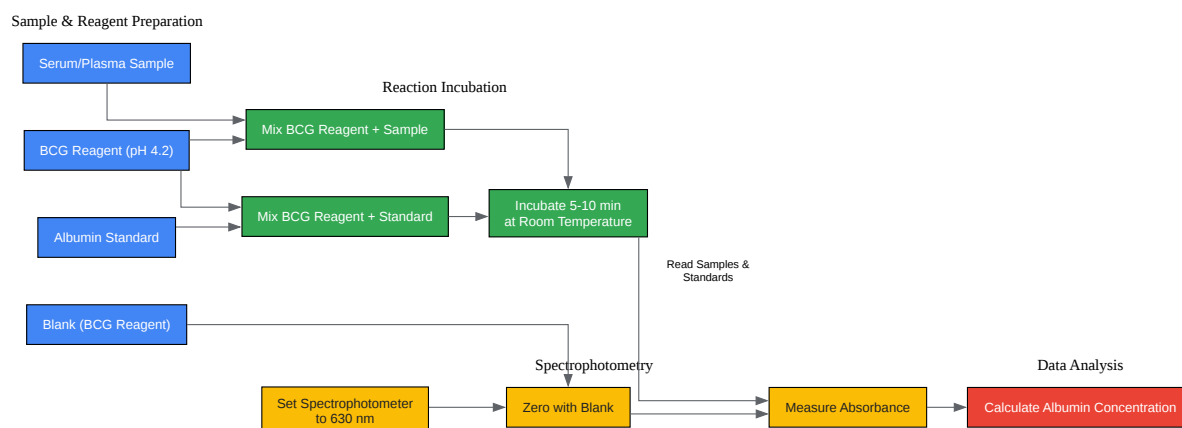 Sample & Reagent Preparation
Serum/Plasma Sample
Reaction Incubation
Mix BCG Reagent + Sample
BCG Reagent (pH 4.2)
Incubate 5-10 min
at Room Temperature
Mix BCG Reagent + Standard
Albumin Standard
Read Samples &
Standards
Blank (BCG Reagent)
Spectrophotometry
Data Analysis
Set Spectrophotometer
to 630 nm
Zero with Blank
Measure Absorbance
Calculate Albumin Concentration